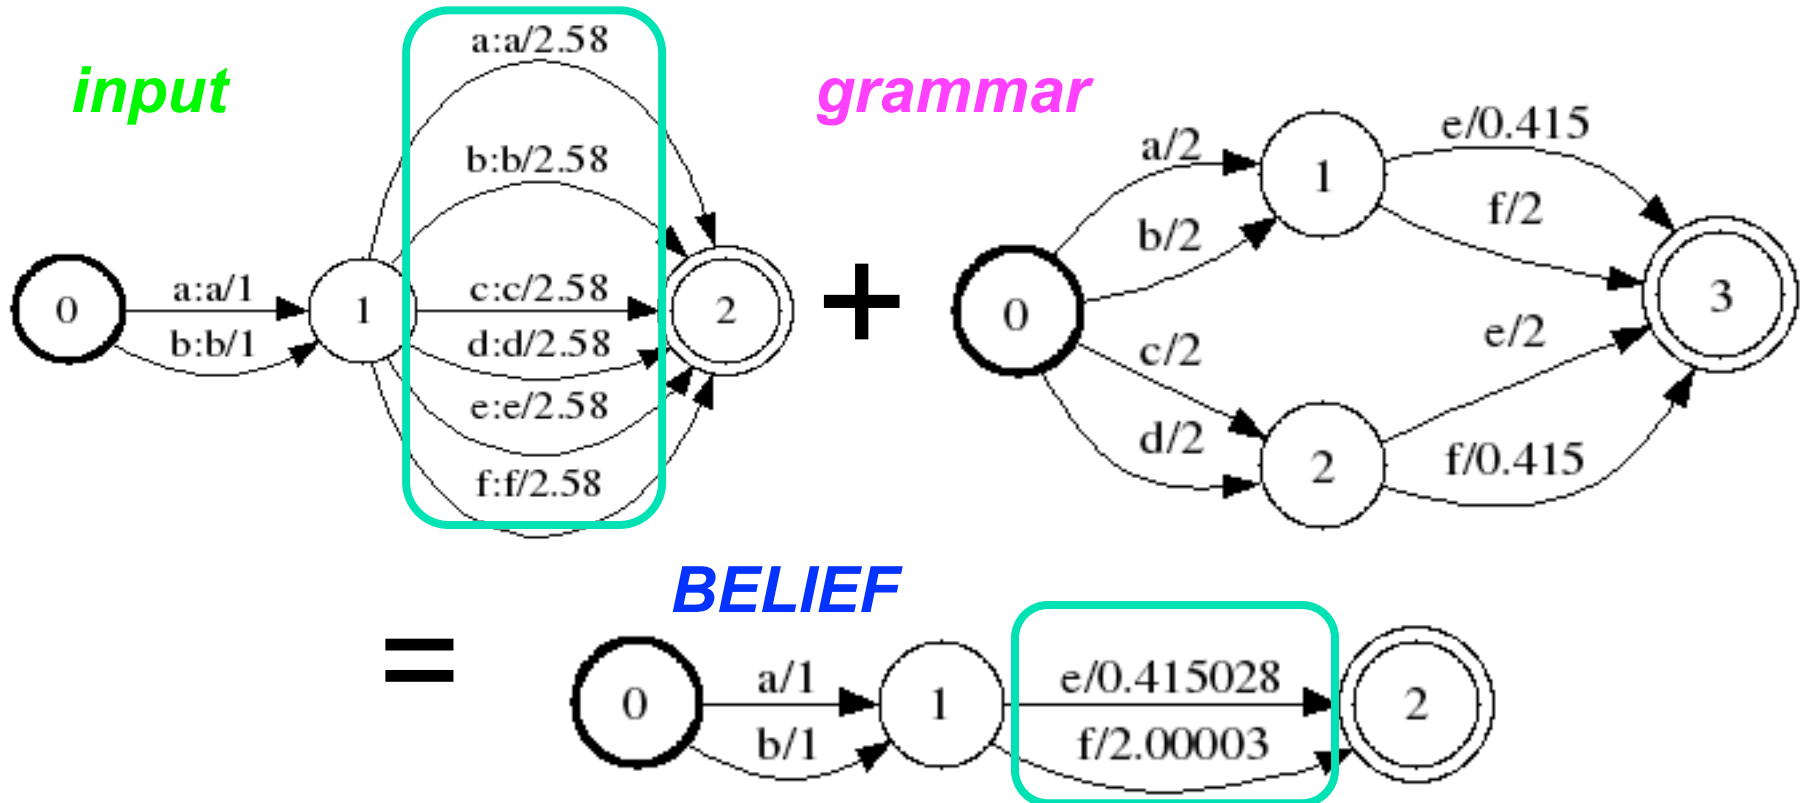 input
0
a:a/1
b:b/1
1
a:a/2.58
b:b/2.58
c:c/2.58
d:d/2.58
e:e/2.58
f:f/2.58
2
+
grammar
0
a/2
b/2
c/2
d/2
1
2
e/0.415
f/2
e/2
f/0.415
3
=
BELIEF
0
a/1
b/1
1
e/0.415028
f/2.00003
2